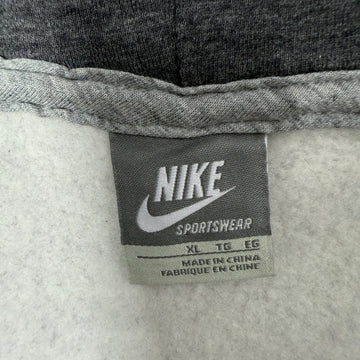 NIKE
SPORTSWEAR
XL TG EG
MADE IN CHINA
FABRIQUE EN CHINE